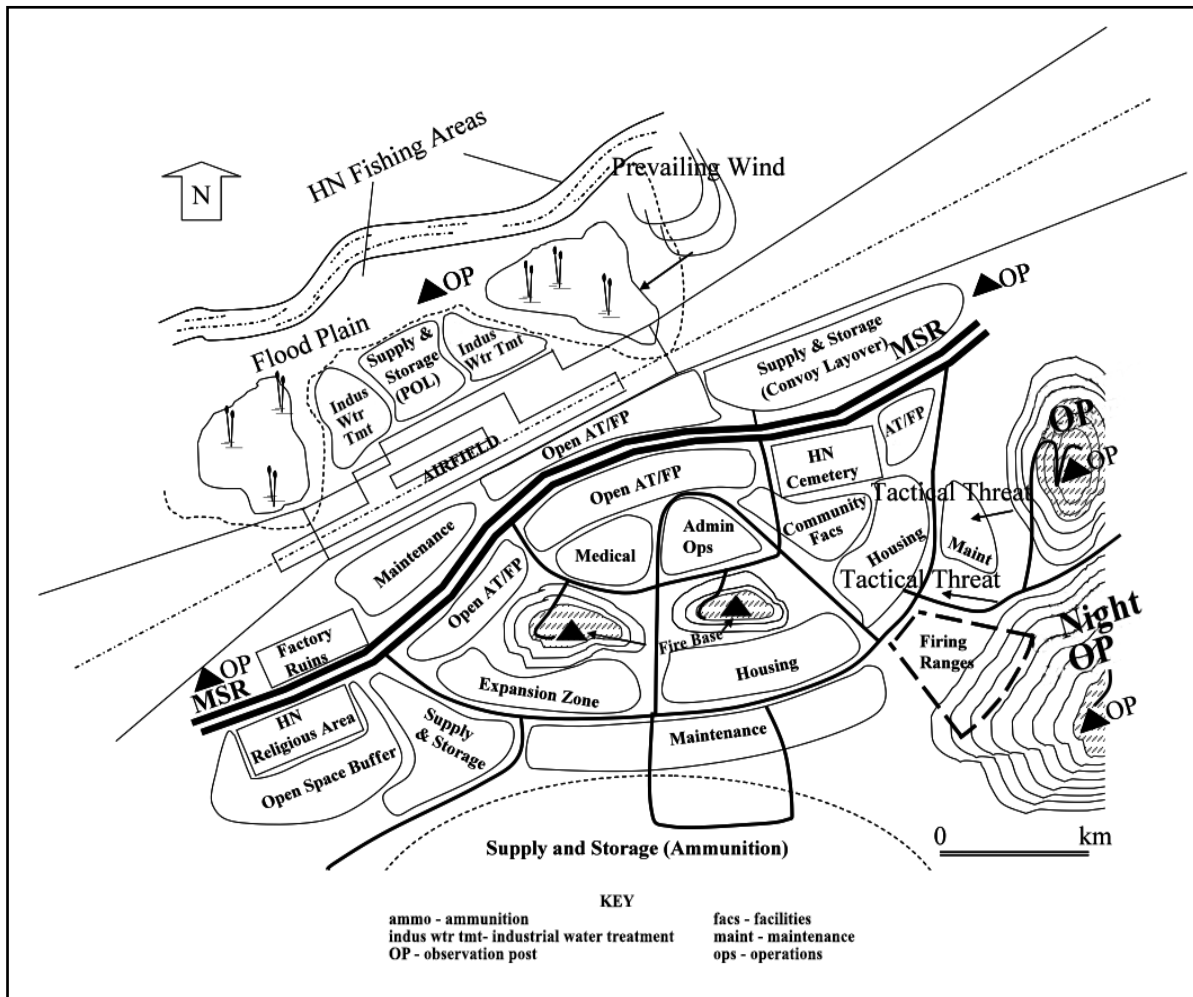 HN Fishing Areas
Prevailing Wind
N
OP
OP
Flood Plain
Supply &
Storage
(POL)
Indus
Wtr Tmt
Indus
Wtr
Tmt
Supply & Storage
(Convoy Layover)
MSR
AIRFIELD
Open AT/FP
AT/FP
OP
OP
HN
Cemetery
Open AT/FP
Tactical Threat
Community
Facs
Admin
Ops
Medical
Maintenance
Housing
Maint
Open AT/FP
Tactical Threat
Night
OP
Firing
Ranges
Fire Base
Factory
Ruins
OP
MSR
Housing
Expansion Zone
OP
HN
Religious Area
Supply
& Storage
Maintenance
Open Space Buffer
0 km
Supply and Storage (Ammunition)
KEY
ammo - ammunition
indus wtr tmt- industrial water treatment
OP - observation post
facs - facilities
maint - maintenance
ops - operations